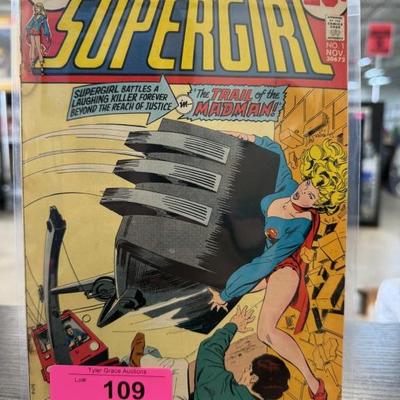 SUPERGIRL
NO. 1
NOV.
30672
SUPERGIRL BATTLES A
LAUGHING KILLER FOREVER
BEYOND THE REACH OF JUSTICE
IN-
"The TRAIL of the
MADMAN!"
Tyler Grace Auctions
Lot#
109